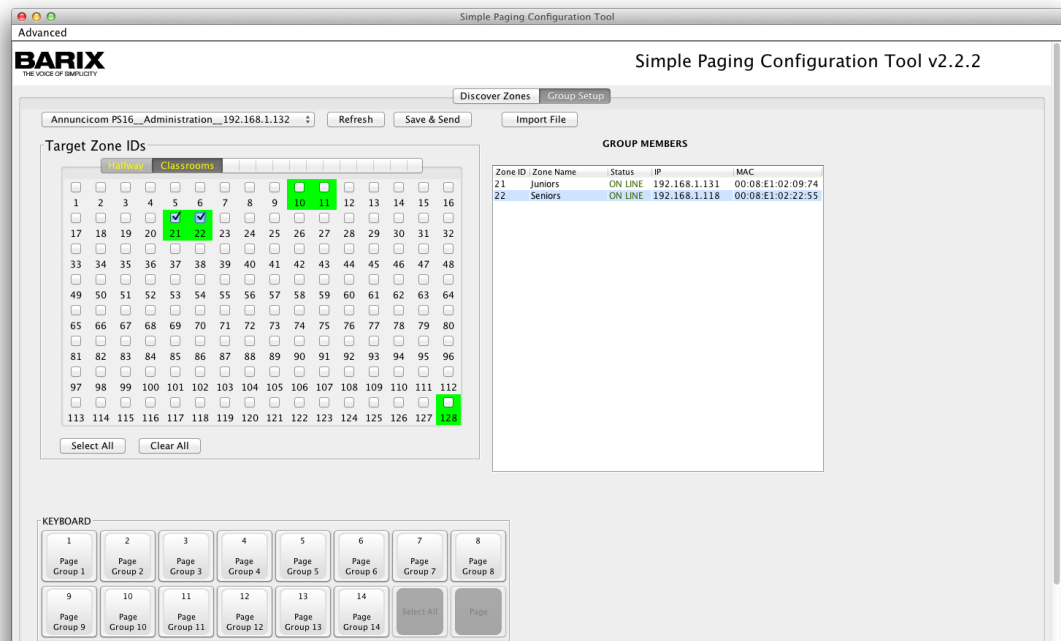 Simple Paging Configuration Tool
Advanced
BARIX
THE VOICE OF SIMPLICITY
Simple Paging Configuration Tool v2.2.2
Discover Zones Group Setup
Annuncicom PS16__Administration__192.168.1.132 Refresh Save & Send Import File
Target Zone IDs
GROUP MEMBERS
Hallway Classrooms
Zone ID Zone Name Status IP MAC
21 Juniors ON LINE 192.168.1.131 00:08:E1:02:09:74
22 Seniors ON LINE 192.168.1.118 00:08:E1:02:22:55
1 2 3 4 5 6 7 8 9 10 11 12 13 14 15 16
17 18 19 20 21 22 23 24 25 26 27 28 29 30 31 32
33 34 35 36 37 38 39 40 41 42 43 44 45 46 47 48
49 50 51 52 53 54 55 56 57 58 59 60 61 62 63 64
65 66 67 68 69 70 71 72 73 74 75 76 77 78 79 80
81 82 83 84 85 86 87 88 89 90 91 92 93 94 95 96
97 98 99 100 101 102 103 104 105 106 107 108 109 110 111 112
113 114 115 116 117 118 119 120 121 122 123 124 125 126 127 128
Select All Clear All
KEYBOARD
1 2 3 4 5 6 7 8
Page Page Page Page Page Page Page Page
Group 1 Group 2 Group 3 Group 4 Group 5 Group 6 Group 7 Group 8
9 10 11 12 13 14
Select All Page
Page Page Page Page Page Page
Group 9 Group 10 Group 11 Group 12 Group 13 Group 14